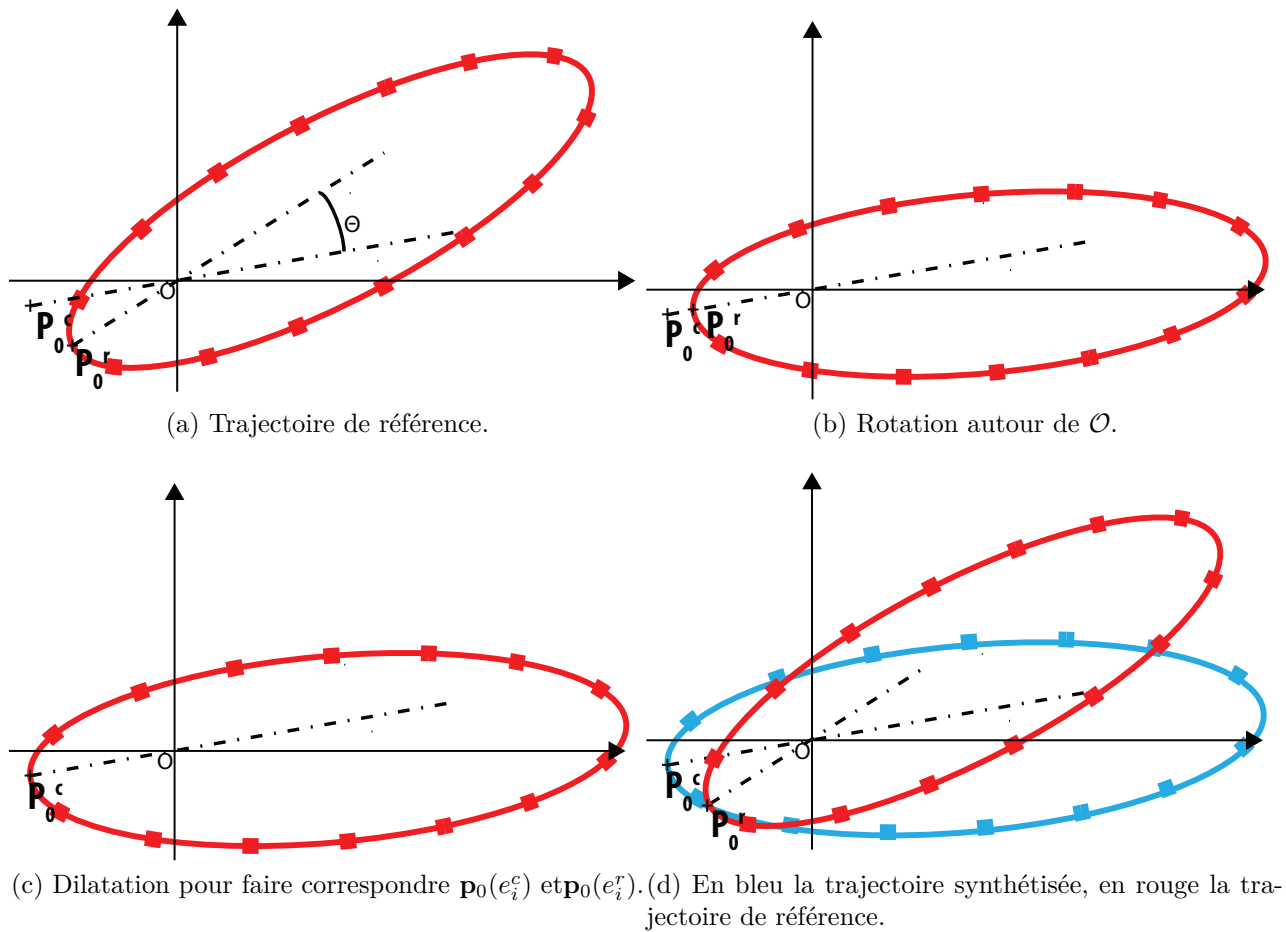 Θ
O
P₀ᶜ
P₀ʳ
(a) Trajectoire de référence.
O
P₀ᶜ P₀ʳ
(b) Rotation autour de 𝒪.
O
P₀ᶜ
(c) Dilatation pour faire correspondre p₀(eᵢᶜ) etp₀(eᵢʳ).
O
P₀ᶜ
P₀ʳ
(d) En bleu la trajectoire synthétisée, en rouge la tra-
jectoire de référence.